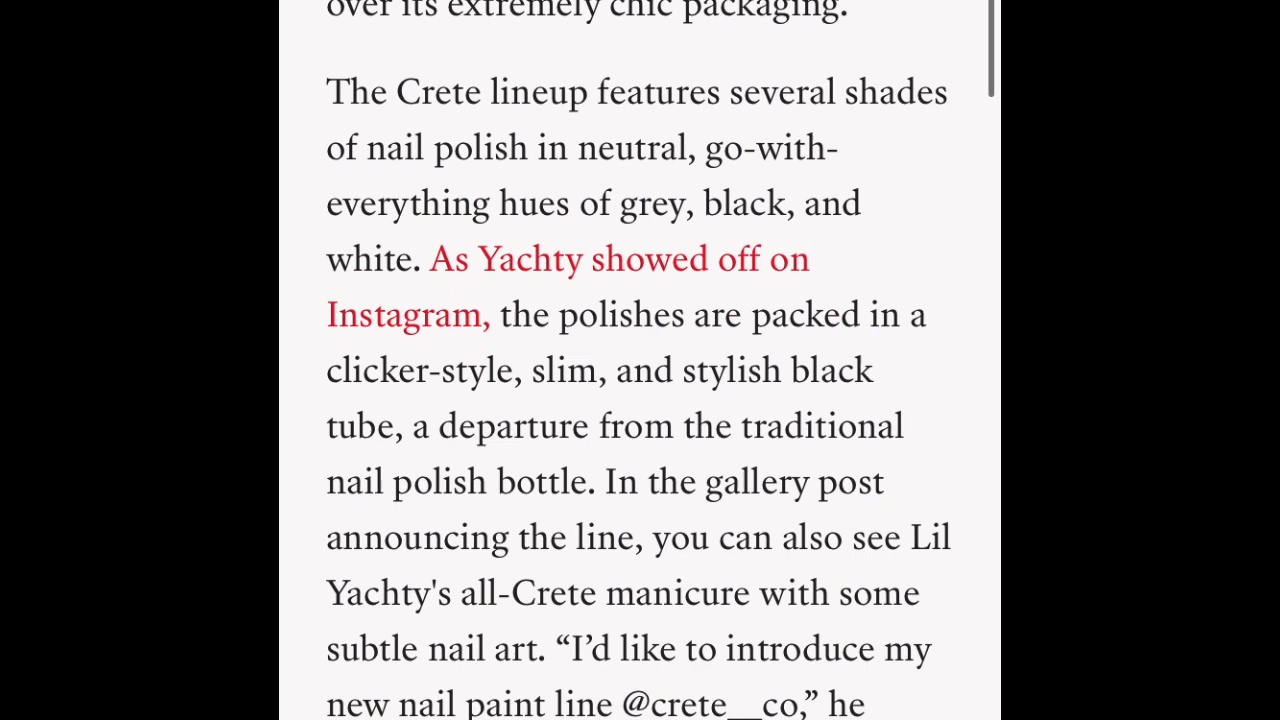 over its extremely chic packaging.
The Crete lineup features several shades
of nail polish in neutral, go-with-
everything hues of grey, black, and
white. As Yachty showed off on
Instagram, the polishes are packed in a
clicker-style, slim, and stylish black
tube, a departure from the traditional
nail polish bottle. In the gallery post
announcing the line, you can also see Lil
Yachty's all-Crete manicure with some
subtle nail art. “I’d like to introduce my
new nail paint line @crete__co,” he